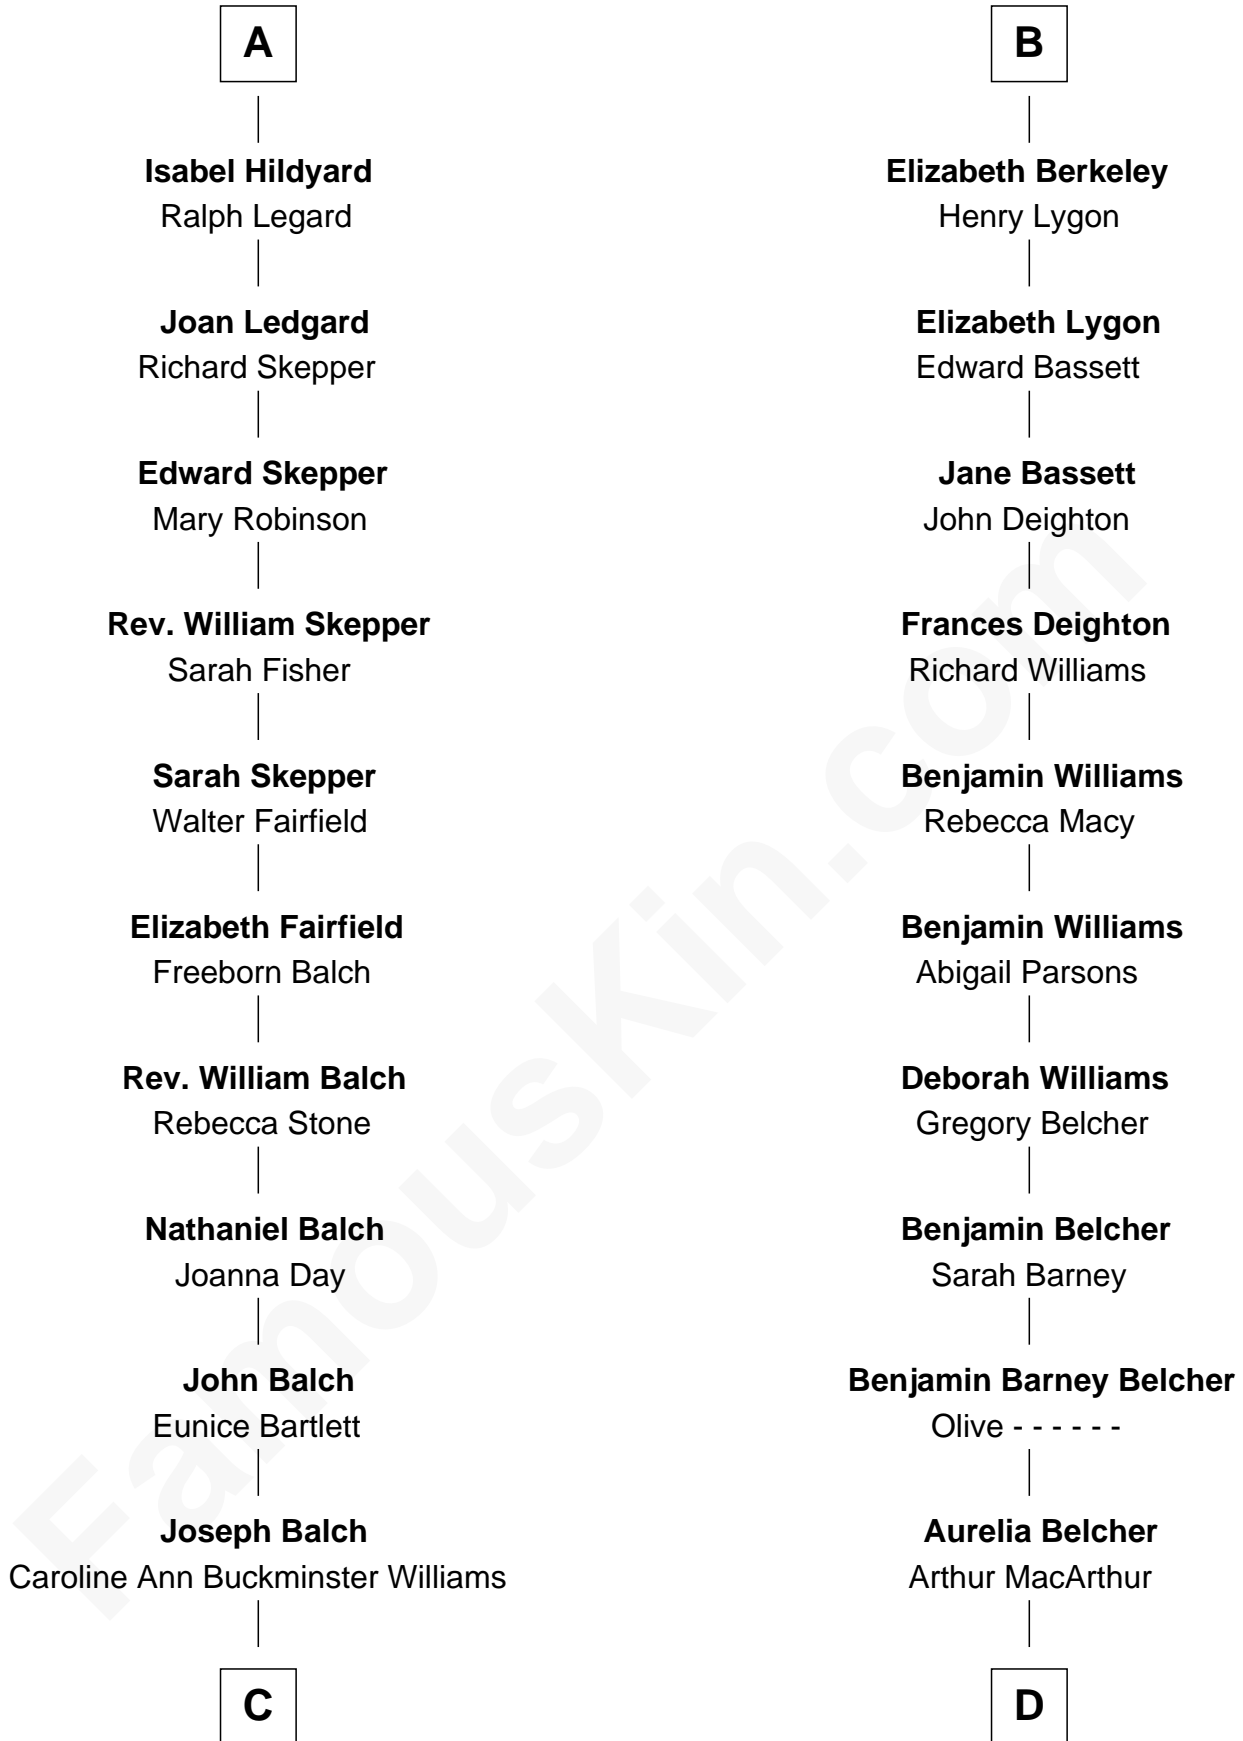 A
Isabel Hildyard
Ralph Legard
Joan Ledgard
Richard Skepper
Edward Skepper
Mary Robinson
Rev. William Skepper
Sarah Fisher
Sarah Skepper
Walter Fairfield
Elizabeth Fairfield
Freeborn Balch
Rev. William Balch
Rebecca Stone
Nathaniel Balch
Joanna Day
John Balch
Eunice Bartlett
Joseph Balch
Caroline Ann Buckminster Williams
C
B
Elizabeth Berkeley
Henry Lygon
Elizabeth Lygon
Edward Bassett
Jane Bassett
John Deighton
Frances Deighton
Richard Williams
Benjamin Williams
Rebecca Macy
Benjamin Williams
Abigail Parsons
Deborah Williams
Gregory Belcher
Benjamin Belcher
Sarah Barney
Benjamin Barney Belcher
Olive - - - - - -
Aurelia Belcher
Arthur MacArthur
D
FamousKin.com